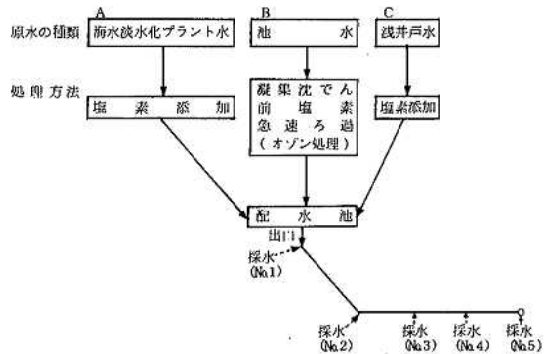 A B C
原水の種類 海水淡水化プラント水 池水 浅井戸水
処理方法 塩素添加 凝集沈でん 塩素添加
前塩素
急速ろ過
(オゾン処理)
配水池
出口
採水
(No.1)
採水 採水 採水 採水
(No.2) (No.3) (No.4) (No.5)